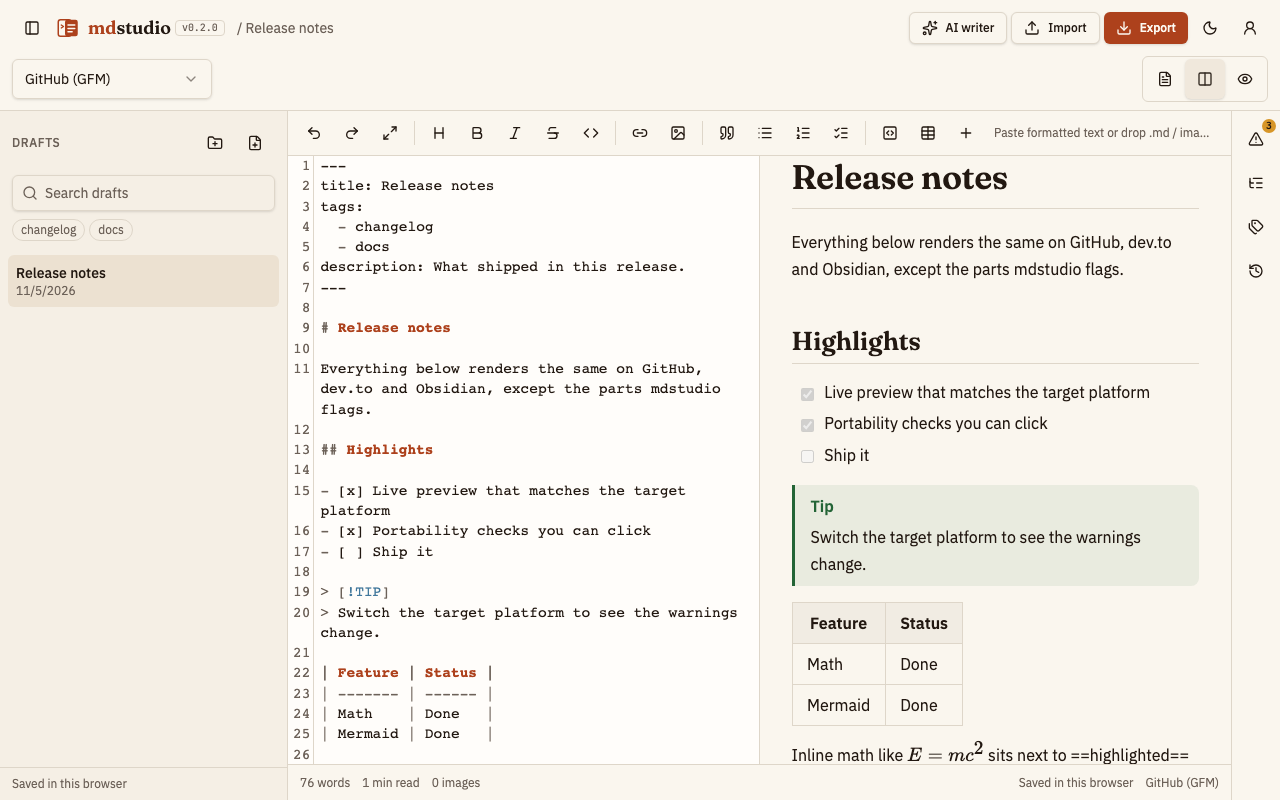 mdstudio v0.2.0 / Release notes AI writer Import Export
GitHub (GFM)
DRAFTS
Search drafts
changelog docs
Release notes
11/5/2026
Saved in this browser
Paste formatted text or drop .md / ima...
1 ---
2 title: Release notes
3 tags:
4   - changelog
5   - docs
6 description: What shipped in this release.
7 ---
8
9 # Release notes
10
11 Everything below renders the same on GitHub,
dev.to and Obsidian, except the parts mdstudio
flags.
12
13 ## Highlights
14
15 - [x] Live preview that matches the target
platform
16 - [x] Portability checks you can click
17 - [ ] Ship it
18
19 > [!TIP]
20 > Switch the target platform to see the warnings
change.
21
22 | Feature | Status |
23 | ------- | ------ |
24 | Math    | Done   |
25 | Mermaid | Done   |
26
Release notes
Everything below renders the same on GitHub, dev.to
and Obsidian, except the parts mdstudio flags.
Highlights
Live preview that matches the target platform
Portability checks you can click
Ship it
Tip
Switch the target platform to see the warnings
change.
Feature Status
Math Done
Mermaid Done
Inline math like E = mc² sits next to ==highlighted==
3
76 words 1 min read 0 images
Saved in this browser GitHub (GFM)